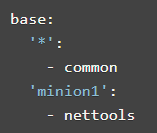 base:
  '*':
    - common
  'minion1':
    - nettools